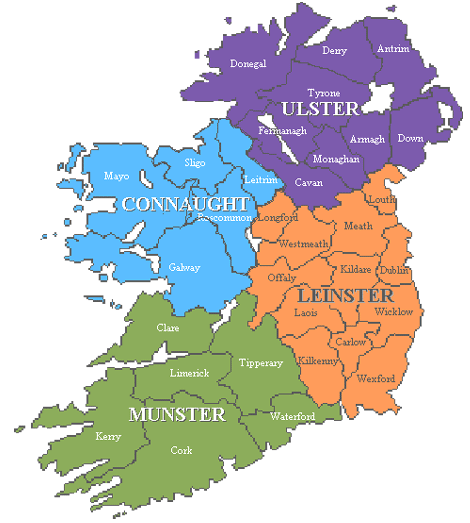 Derry
Antrim
Donegal
Tyrone
ULSTER
Fermanagh
Armagh
Down
Monaghan
Cavan
Sligo
Mayo
Leitrim
CONNAUGHT
Roscommon
Galway
Louth
Longford
Meath
Westmeath
Offaly
Kildare
Dublin
LEINSTER
Laois
Wicklow
Carlow
Kilkenny
Wexford
Clare
Tipperary
Limerick
MUNSTER
Waterford
Kerry
Cork